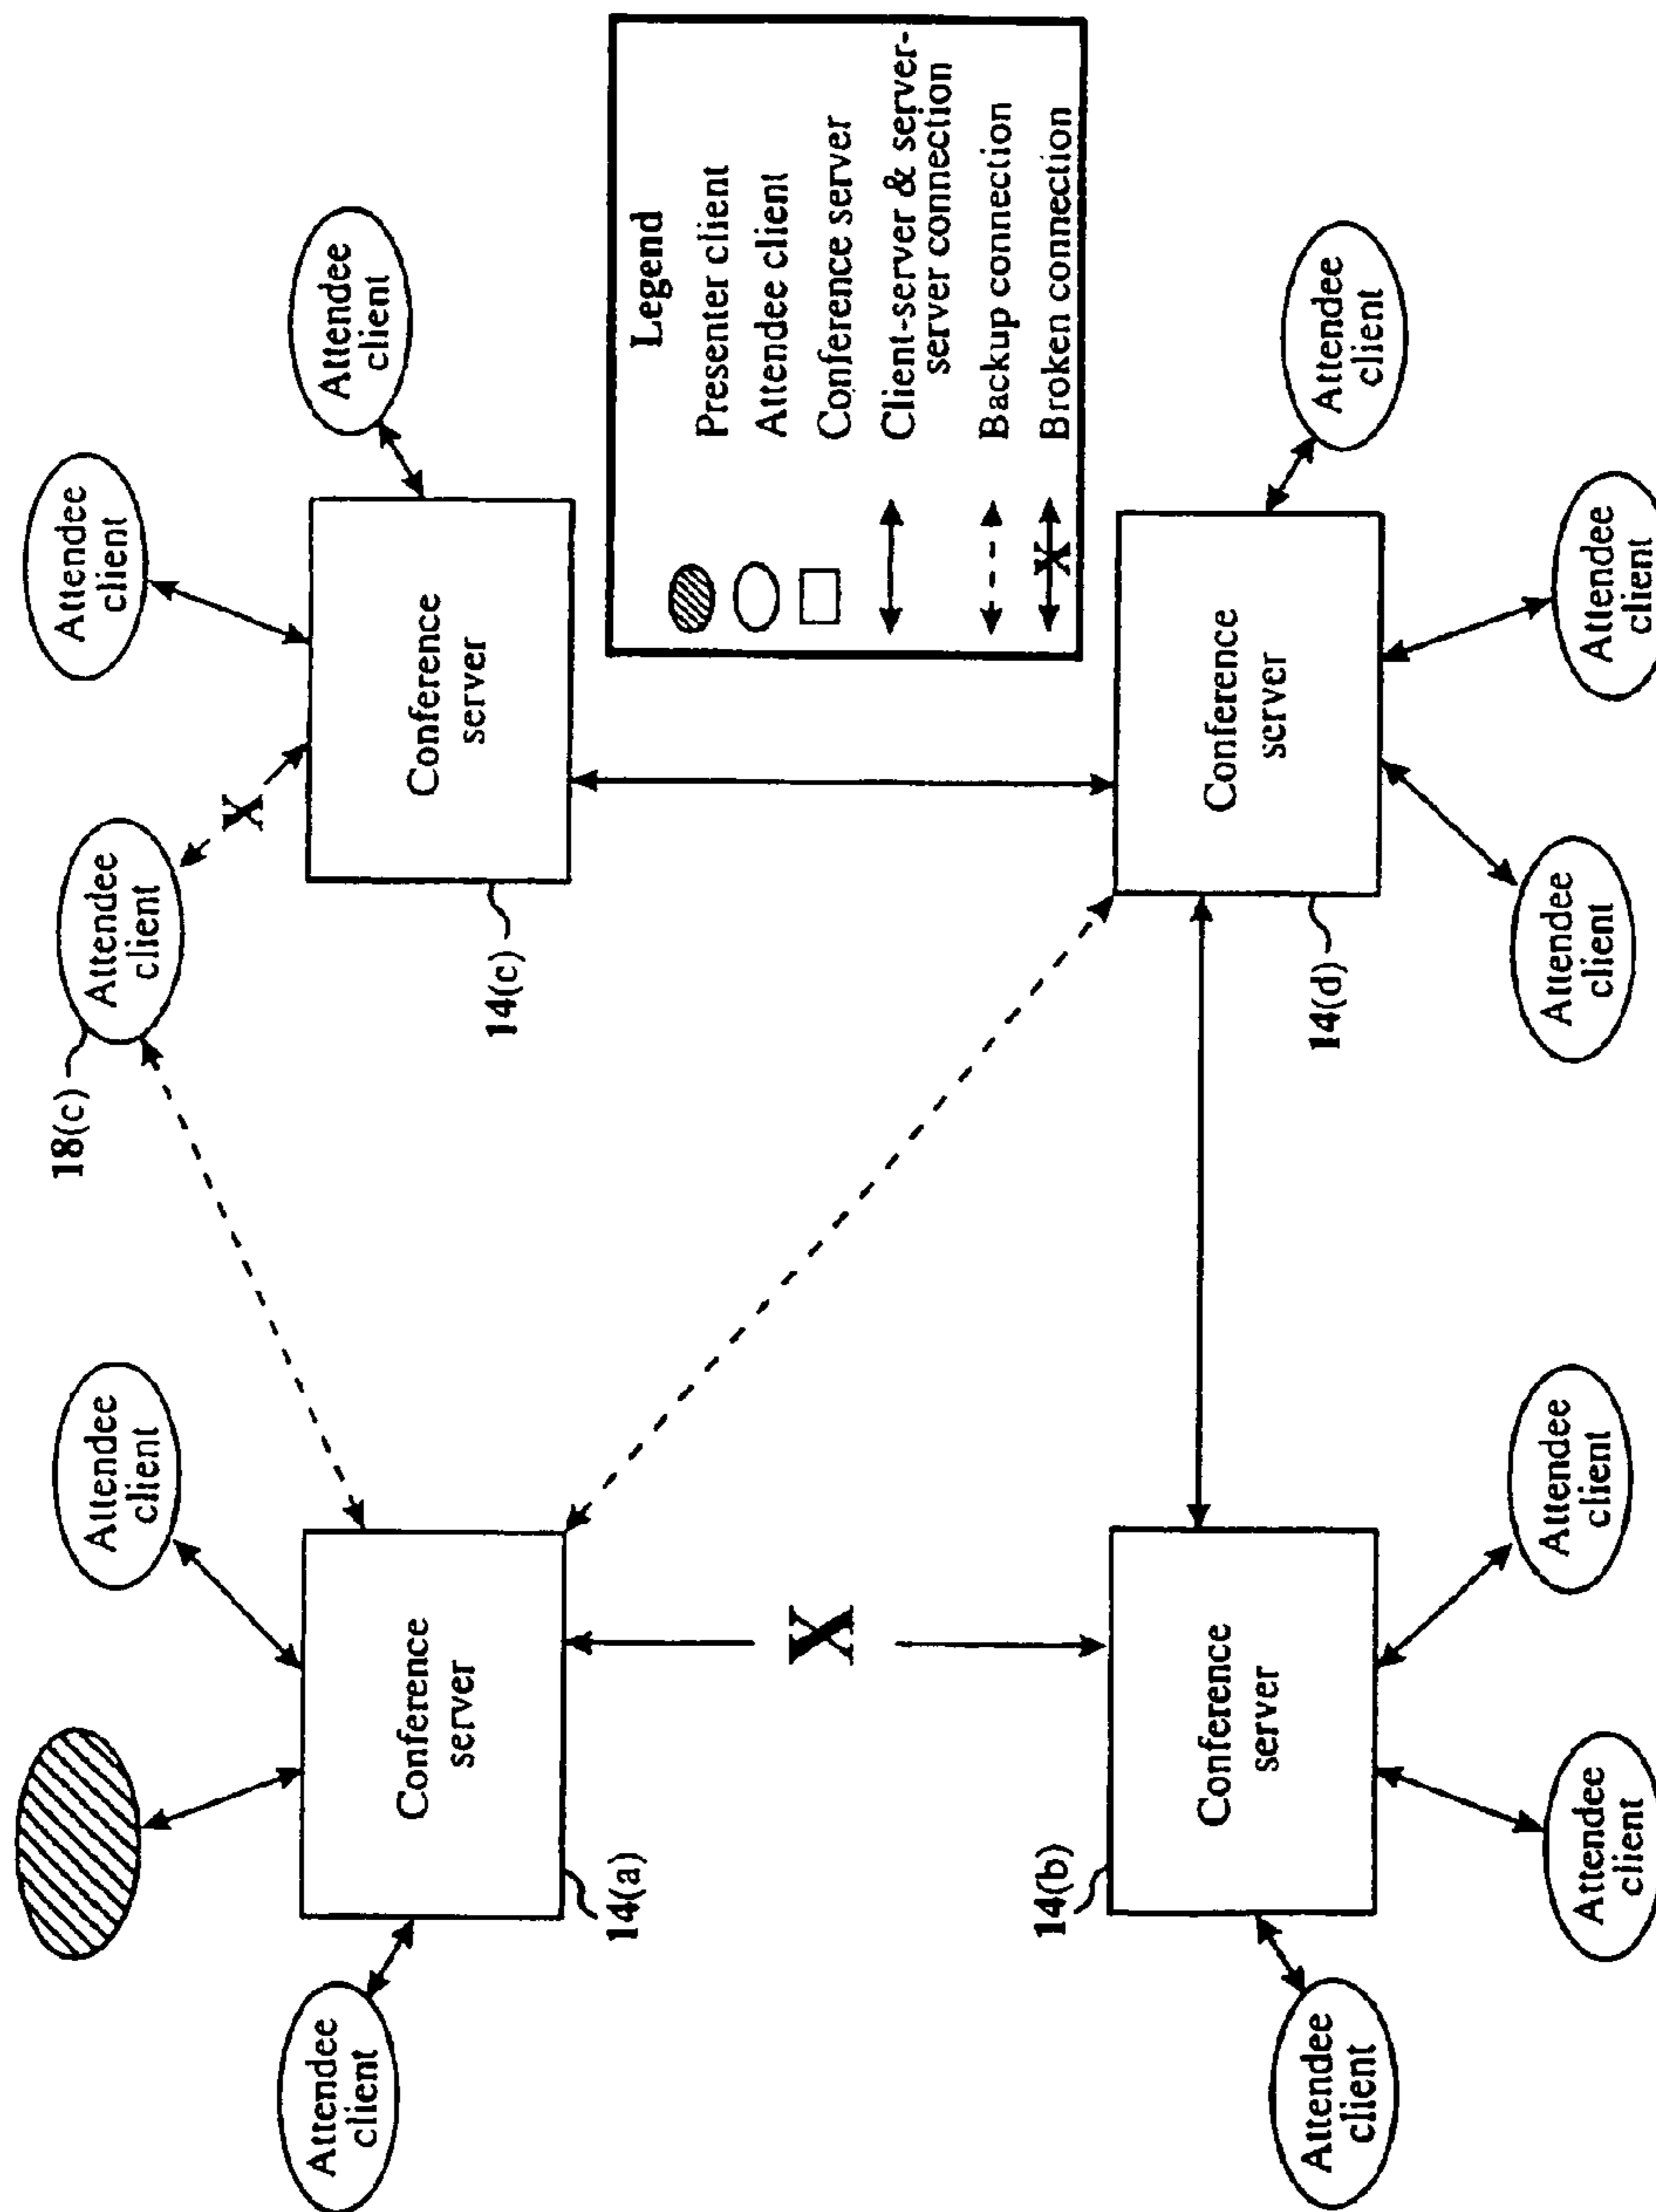 18(c)
Attendee
client
Attendee
client
Attendee
client
Attendee
client
Attendee
client
X
Conference
server
Conference
server
14(a)
14(c)
X
Legend
Presenter client
Attendee client
Conference server
Client-server & server-
server connection
Backup connection
X
Broken connection
14(b)
Conference
server
Conference
server
14(d)
Attendee
client
Attendee
client
Attendee
client
Attendee
client
Attendee
client
Attendee
client